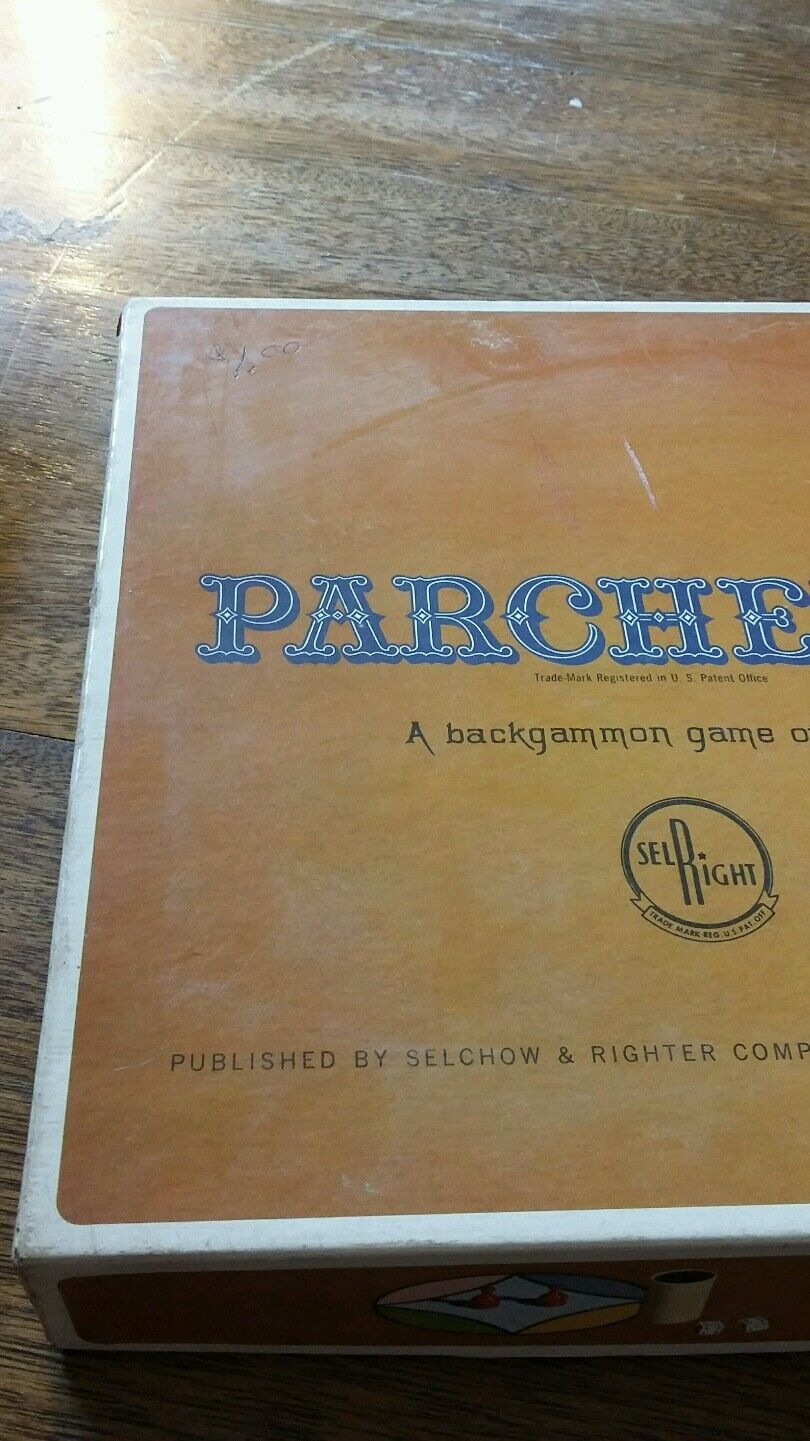 $1.00
PARCHE
Trade-Mark Registered in U. S. Patent Office
A backgammon game o
SELRIGHT
TRADE MARK REG. U.S. PAT. OFF.
PUBLISHED BY SELCHOW & RIGHTER COMP